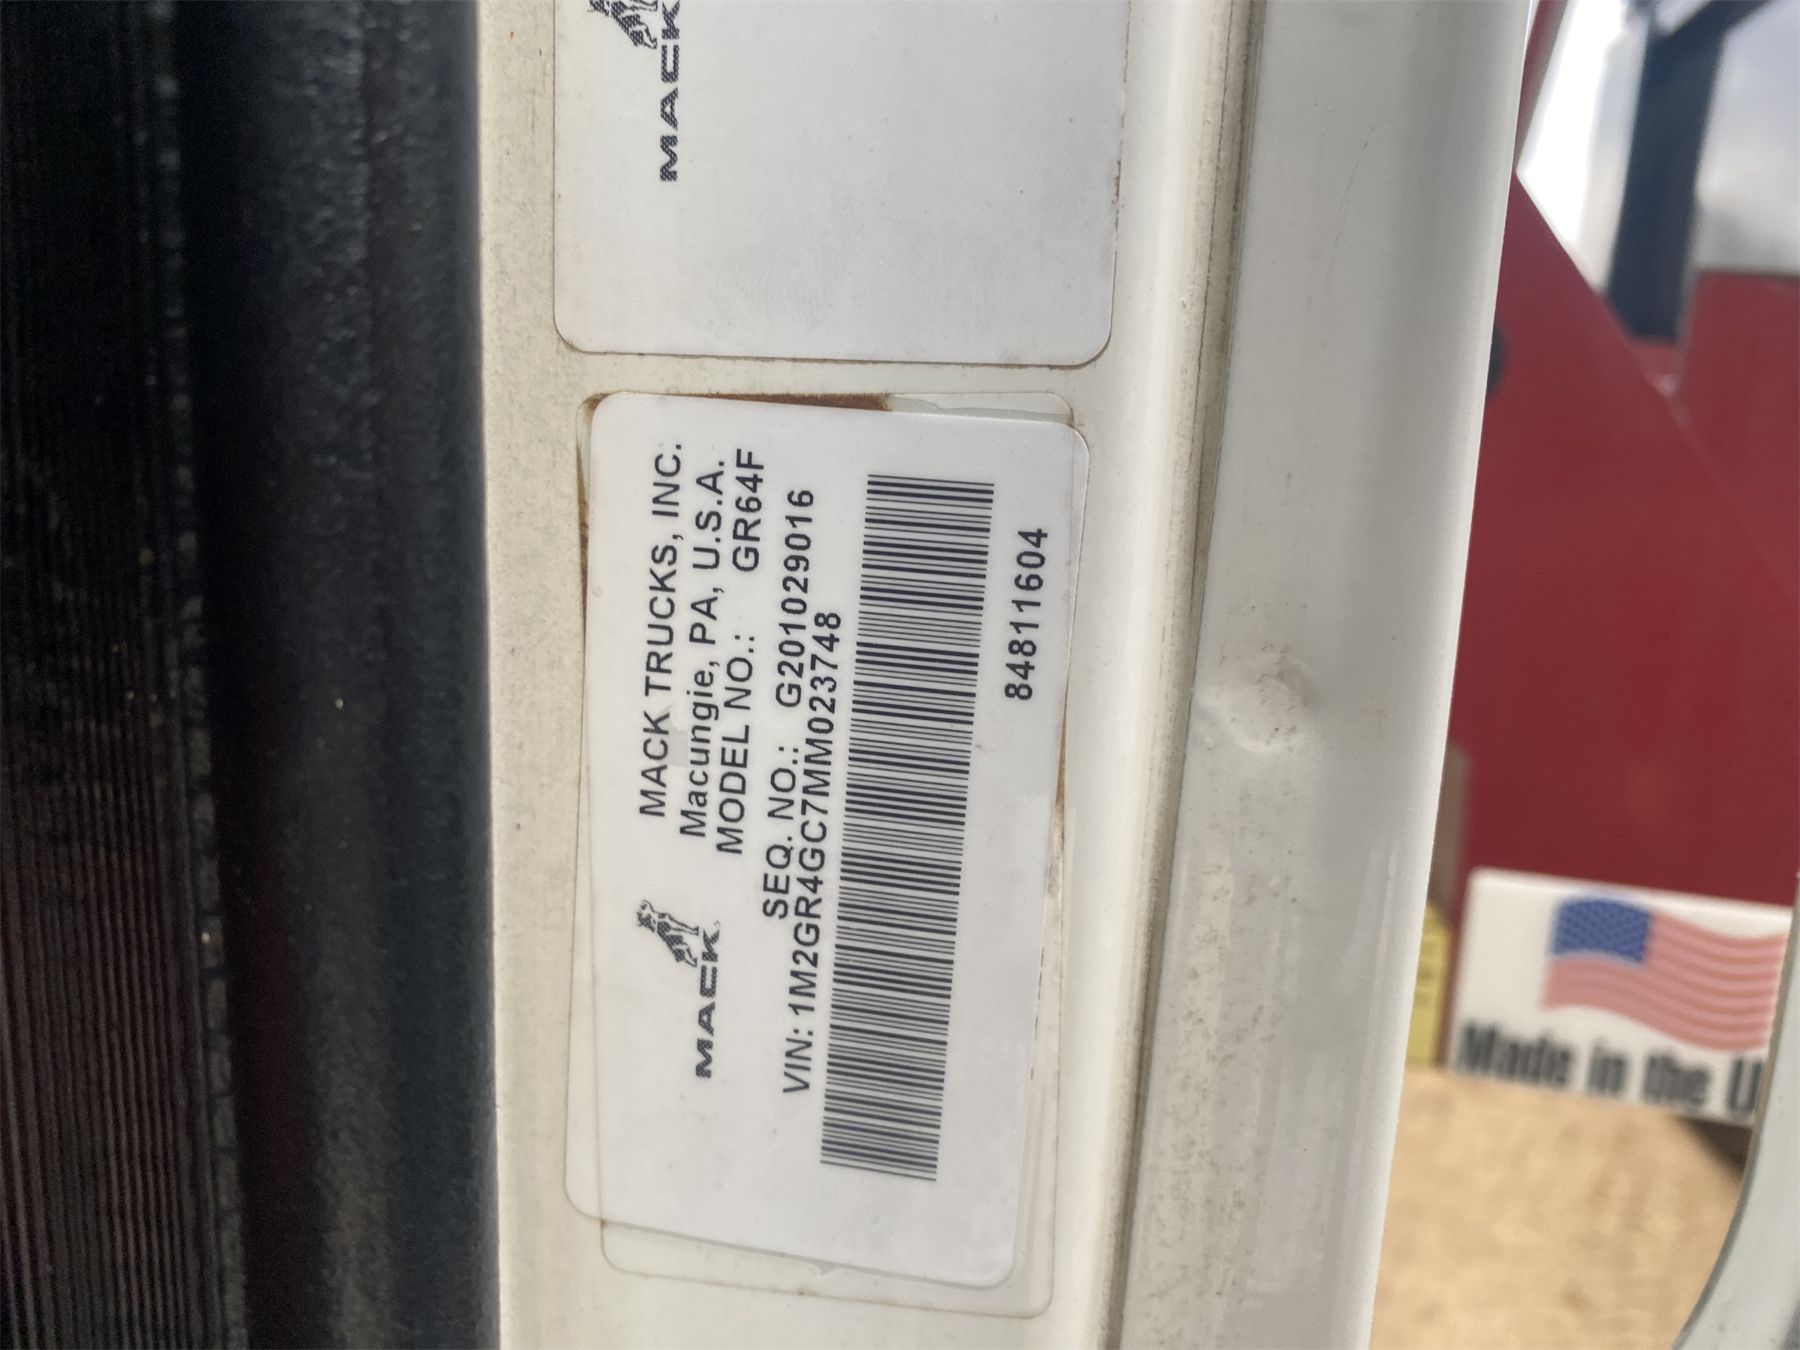 MACK
MACK TRUCKS, INC.
Macungie, PA, U.S.A.
MODEL NO.: GR64F
MACK
SEQ. NO.: G201029016
VIN: 1M2GR4GC7MM023748
84811604
Made in the U